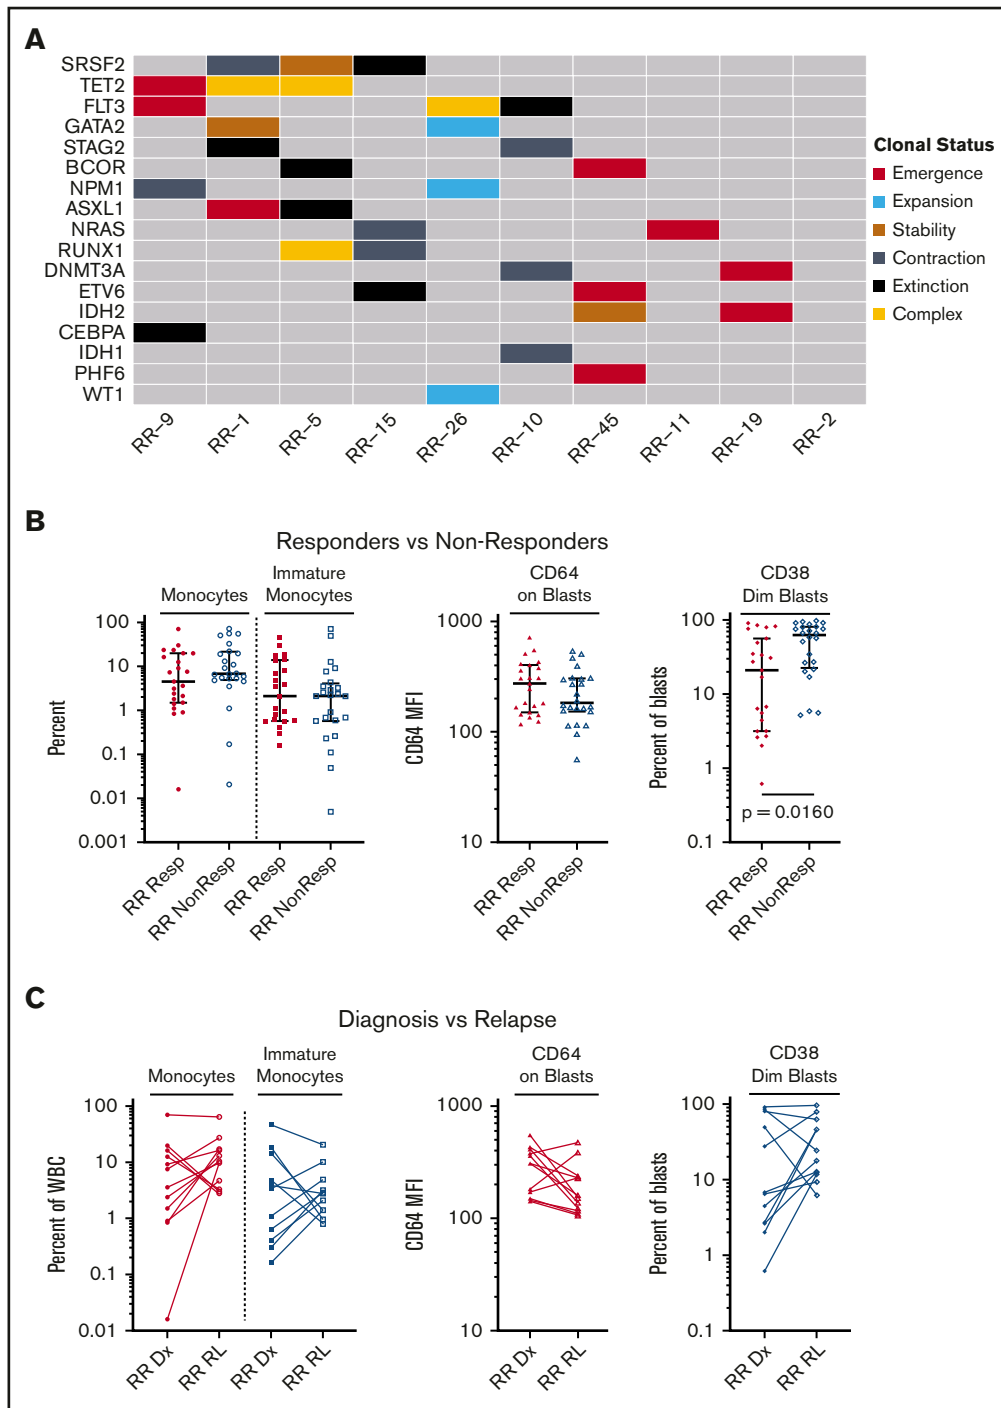 A
SRSF2
TET2
FLT3
GATA2
STAG2
BCOR
NPM1
ASXL1
NRAS
RUNX1
DNMT3A
ETV6
IDH2
CEBPA
IDH1
PHF6
WT1
RR−9
RR−1
RR−5
RR−15
RR−26
RR−10
RR−45
RR−11
RR−19
RR−2
Clonal Status
Emergence
Expansion
Stability
Contraction
Extinction
Complex
B
Responders vs Non-Responders
Monocytes
Immature
Monocytes
Percent
100
10
1
0.1
0.01
0.001
RR Resp
RR NonResp
RR Resp
RR NonResp
CD64
on Blasts
CD64 MFI
1000
100
10
RR Resp
RR NonResp
CD38
Dim Blasts
Percent of blasts
100
10
1
0.1
p = 0.0160
RR Resp
RR NonResp
C
Diagnosis vs Relapse
Monocytes
Immature
Monocytes
Percent of WBC
100
10
1
0.1
0.01
RR Dx
RR RL
RR Dx
RR RL
CD64
on Blasts
CD64 MFI
1000
100
10
RR Dx
RR RL
CD38
Dim Blasts
Percent of blasts
100
10
1
0.1
RR Dx
RR RL